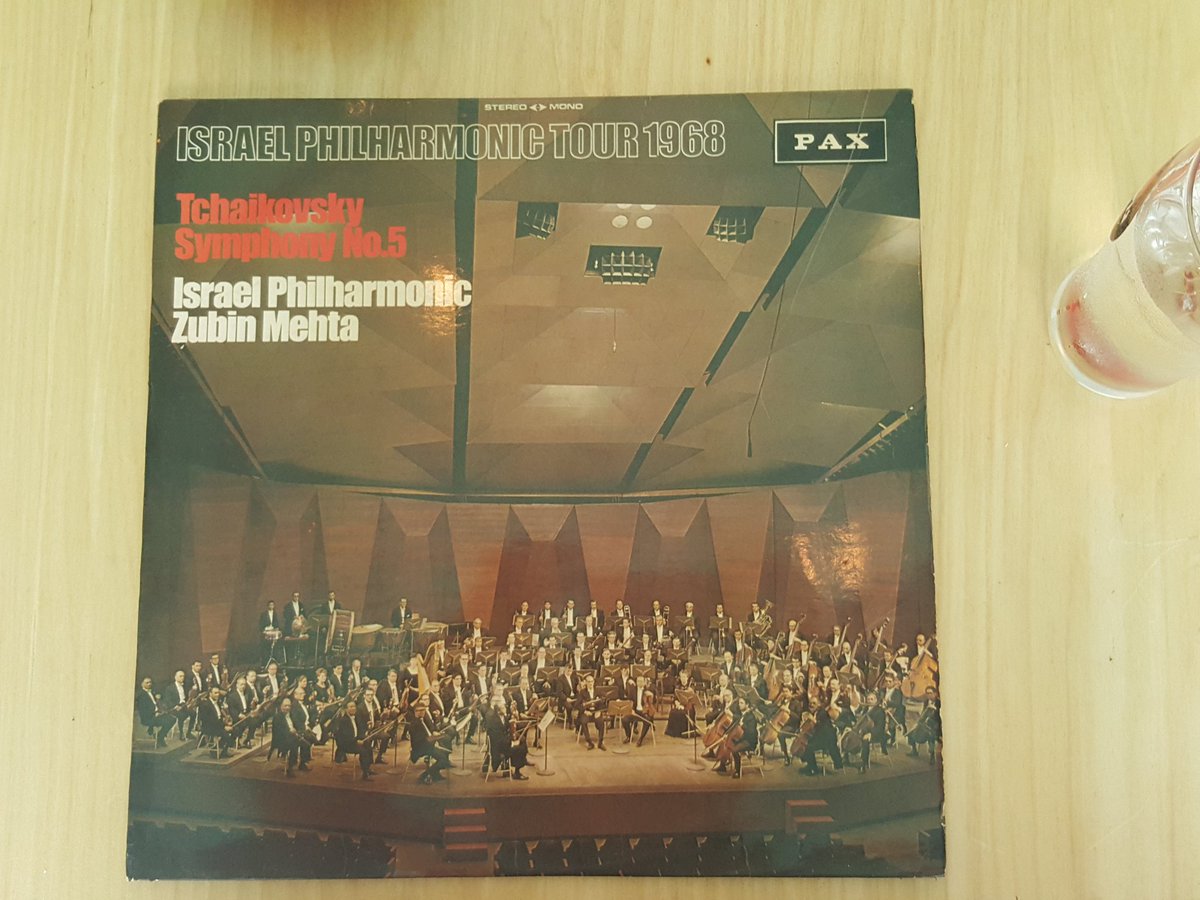 STEREO MONO
ISRAEL PHILHARMONIC TOUR 1968
PAX
Tchaikovsky
Symphony No.5
Israel Philharmonic
Zubin Mehta